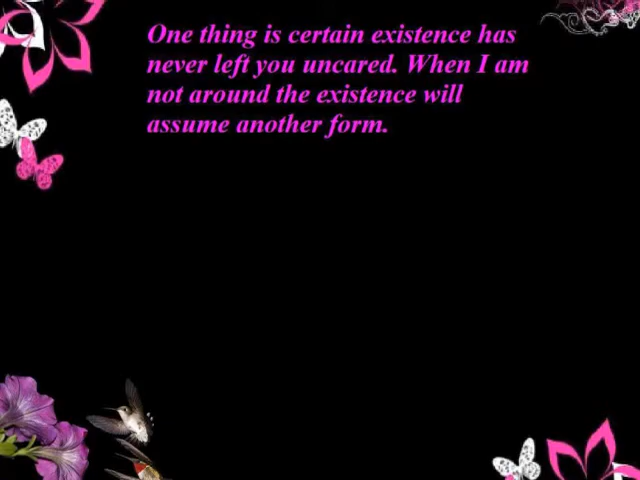 One thing is certain existence has
never left you uncared. When I am
not around the existence will
assume another form.